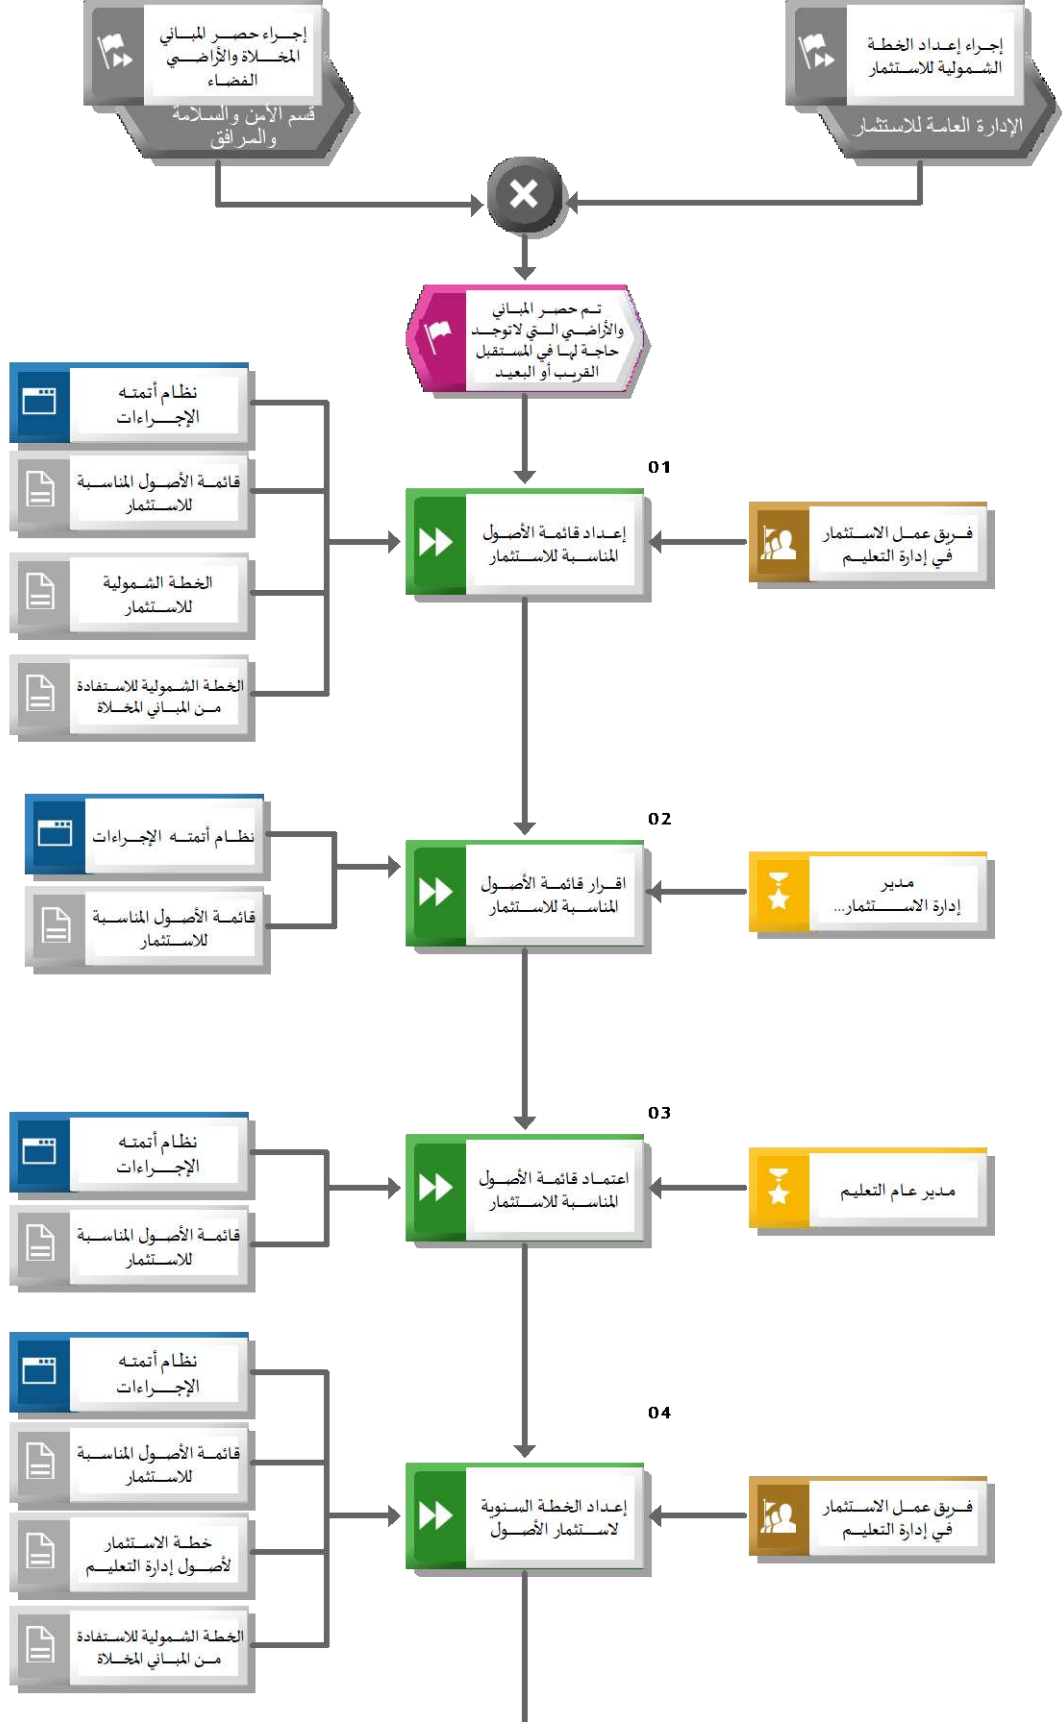 إجراء إعداد الخطة
الشمولية للاستثمار
الإدارة العامة للاستثمار
إجراء حصر المباني
المخلاة والأراضي
الفضاء
قسم الأمن والسلامة
والمرافق
تم حصر المباني
والأراضي التي لاتوجد
حاجة لها في المستقبل
القريب أو البعيد
01
فريق عمل الاستثمار
في إدارة التعليم
إعداد قائمة الأصول
المناسبة للاستثمار
نظام أتمته
الإجراءات
قائمة الأصول المناسبة
للاستثمار
الخطة الشمولية
للاستثمار
الخطة الشمولية للاستفادة
من المباني المخلاة
02
مدير
إدارة الاستثمار...
اقرار قائمة الأصول
المناسبة للاستثمار
نظام أتمته الإجراءات
قائمة الأصول المناسبة
للاستثمار
03
مدير عام التعليم
اعتماد قائمة الأصول
المناسبة للاستثمار
نظام أتمته
الإجراءات
قائمة الأصول المناسبة
للاستثمار
04
فريق عمل الاستثمار
في إدارة التعليم
إعداد الخطة السنوية
لاستثمار الأصول
نظام أتمته
الإجراءات
قائمة الأصول المناسبة
للاستثمار
خطة الاستثمار
لأصول إدارة التعليم
الخطة الشمولية للاستفادة
من المباني المخلاة